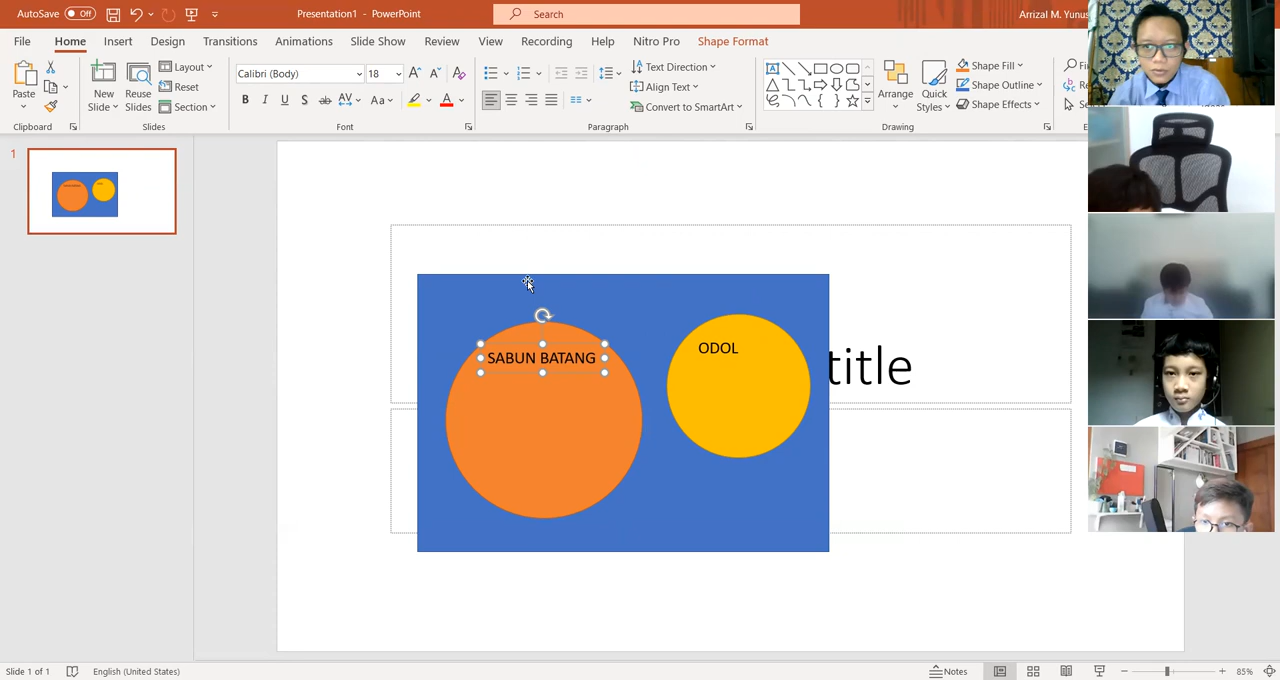 AutoSave Off Presentation1 - PowerPoint Search Arrizal M. Yunus
File Home Insert Design Transitions Animations Slide Show Review View Recording Help Nitro Pro Shape Format
Paste
New Slide
Reuse Slides
Layout
Reset
Section
Calibri (Body) 18
B I U S ab AV Aa A
Text Direction
Align Text
Convert to SmartArt
Arrange
Quick Styles
Shape Fill
Shape Outline
Shape Effects
Clipboard Slides Font Paragraph Drawing
1
SABUN BATANG
ODOL
title
Slide 1 of 1 English (United States) Notes 85%